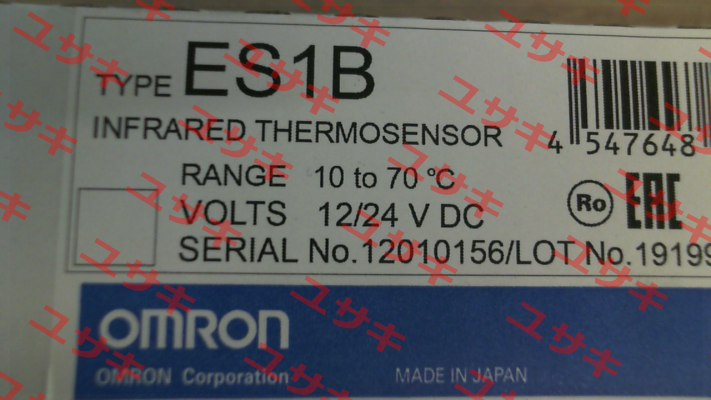 TYPE ES1B
INFRARED THERMOSENSOR
4 547648
RANGE 10 to 70 ℃
VOLTS 12/24 V DC
Ro EAC
SERIAL No.12010156/LOT No.19199
OMRON
OMRON Corporation MADE IN JAPAN
ユサキ